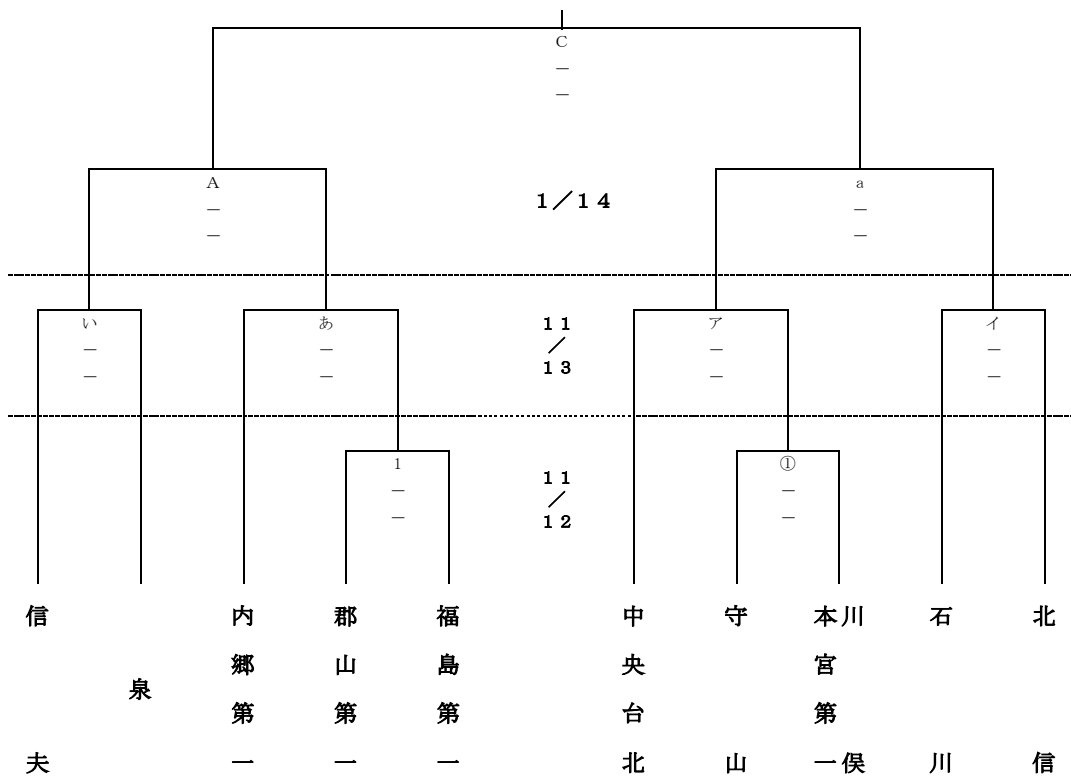 C
－
－
A
－
－
１／１４
a
－
－
い
－
－
あ
－
－
１１
／
１３
ア
－
－
イ
－
－
1
－
－
１１
／
１２
①
－
－
信夫
泉
内郷第一
郡山第一
福島第一
中央台北
守山
本宮第一
川俣
石川
北信